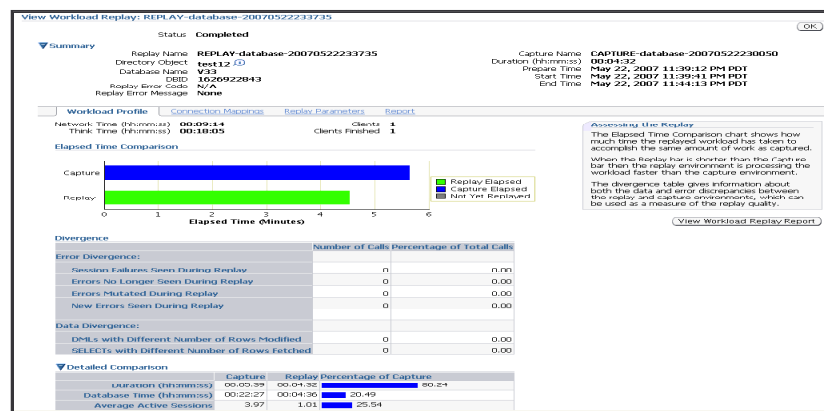 View Workload Replay: REPLAY-database-20070522233735
OK
Status Completed
Summary
Replay Name REPLAY-database-20070522233735
Directory Object test12
Database Name V33
DBID 1626922843
Replay Error Code N/A
Replay Error Message None
Capture Name CAPTURE-database-20070522230050
Duration (hh:mm:ss) 00:04:32
Prepare Time May 22, 2007 11:39:12 PM PDT
Start Time May 22, 2007 11:39:41 PM PDT
End Time May 22, 2007 11:44:13 PM PDT
Workload Profile Connection Mappings Replay Parameters Report
Network Time (hh:mm:ss) 00:09:14 Clients 1
Think Time (hh:mm:ss) 00:18:05 Clients Finished 1
Elapsed Time Comparison
Capture
Replay
0 1 2 3 4 5 6
Elapsed Time (Minutes)
Replay Elapsed
Capture Elapsed
Not Yet Replayed
Assessing the Replay
The Elapsed Time Comparison chart shows how
much time the replayed workload has taken to
accomplish the same amount of work as captured.
When the Replay bar is shorter than the Capture
bar then the replay environment is processing the
workload faster than the capture environment.
The divergence table gives information about
both the data and error discrepancies between
the replay and capture environments, which can
be used as a measure of the replay quality.
View Workload Replay Report
Divergence
Number of Calls Percentage of Total Calls
Error Divergence:
Session Failures Seen During Replay 0 0.00
Errors No Longer Seen During Replay 0 0.00
Errors Mutated During Replay 0 0.00
New Errors Seen During Replay 0 0.00
Data Divergence:
DMLs with Different Number of Rows Modified 0 0.00
SELECTs with Different Number of Rows Fetched 0 0.00
Detailed Comparison
Capture Replay Percentage of Capture
Duration (hh:mm:ss) 00:05:39 00:04:32 80.24
Database Time (hh:mm:ss) 00:22:27 00:04:36 20.49
Average Active Sessions 3.97 1.01 25.54